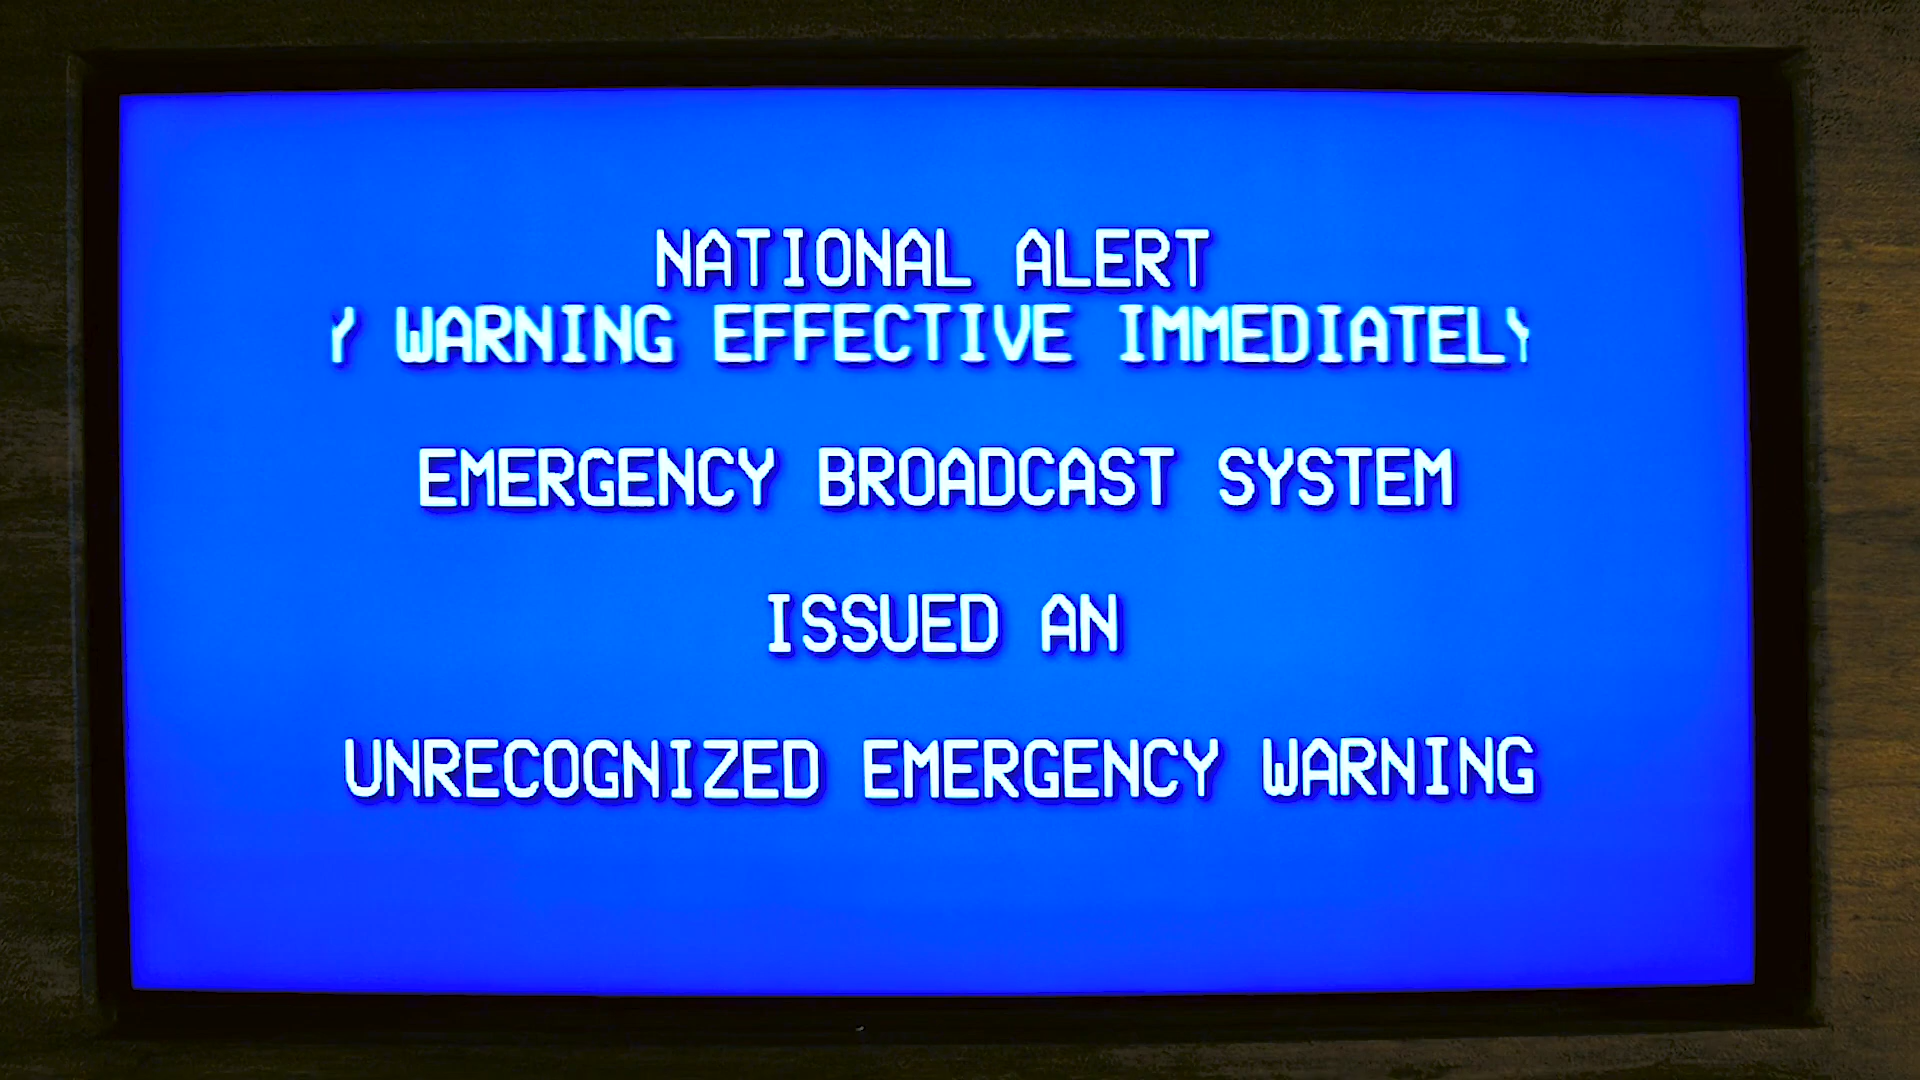 NATIONAL ALERT
Y WARNING EFFECTIVE IMMEDIATELY
EMERGENCY BROADCAST SYSTEM
ISSUED AN
UNRECOGNIZED EMERGENCY WARNING